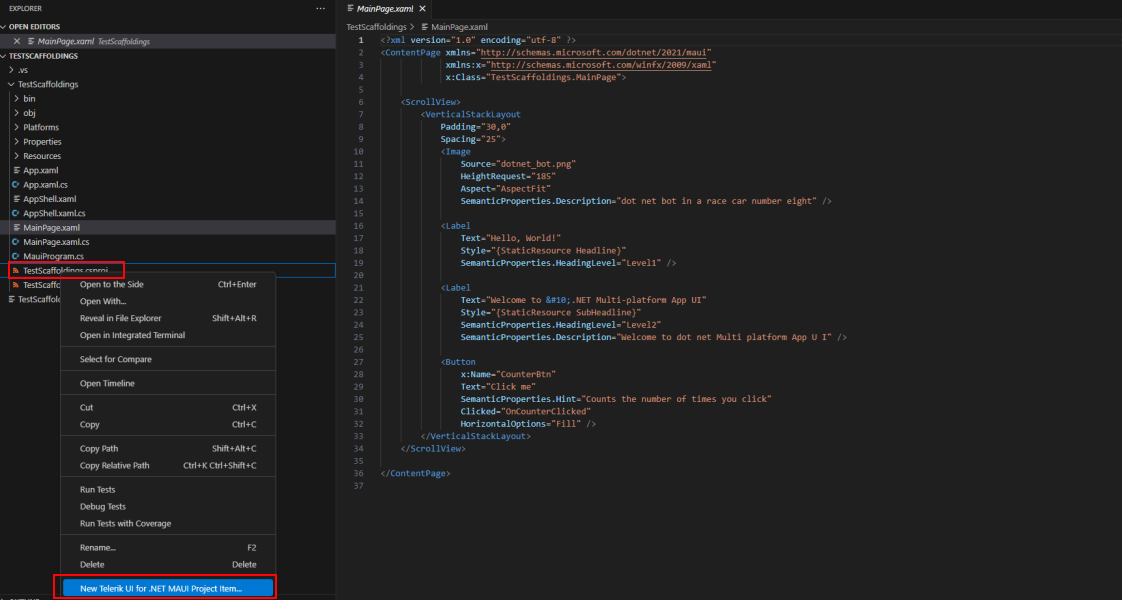 EXPLORER
OPEN EDITORS
MainPage.xaml TestScaffoldings
TESTSCAFFOLDINGS
.vs
TestScaffoldings
bin
obj
Platforms
Properties
Resources
App.xaml
App.xaml.cs
AppShell.xaml
AppShell.xaml.cs
MainPage.xaml
MainPage.xaml.cs
MauiProgram.cs
TestScaffoldings.csproj
TestScaffo
TestScaffol
Open to the Side Ctrl+Enter
Open With...
Reveal in File Explorer Shift+Alt+R
Open in Integrated Terminal
Select for Compare
Open Timeline
Cut Ctrl+X
Copy Ctrl+C
Copy Path Shift+Alt+C
Copy Relative Path Ctrl+K Ctrl+Shift+C
Run Tests
Debug Tests
Run Tests with Coverage
Rename... F2
Delete Delete
New Telerik UI for .NET MAUI Project Item...
MainPage.xaml
TestScaffoldings > MainPage.xaml
1 <?xml version="1.0" encoding="utf-8" ?>
2 <ContentPage xmlns="http://schemas.microsoft.com/dotnet/2021/maui"
3 xmlns:x="http://schemas.microsoft.com/winfx/2009/xaml"
4 x:Class="TestScaffoldings.MainPage">
5
6 <ScrollView>
7 <VerticalStackLayout
8 Padding="30,0"
9 Spacing="25">
10 <Image
11 Source="dotnet_bot.png"
12 HeightRequest="185"
13 Aspect="AspectFit"
14 SemanticProperties.Description="dot net bot in a race car number eight" />
15
16 <Label
17 Text="Hello, World!"
18 Style="{StaticResource Headline}"
19 SemanticProperties.HeadingLevel="Level1" />
20
21 <Label
22 Text="Welcome to &#10;.NET Multi-platform App UI"
23 Style="{StaticResource SubHeadline}"
24 SemanticProperties.HeadingLevel="Level2"
25 SemanticProperties.Description="Welcome to dot net Multi platform App U I" />
26
27 <Button
28 x:Name="CounterBtn"
29 Text="Click me"
30 SemanticProperties.Hint="Counts the number of times you click"
31 Clicked="OnCounterClicked"
32 HorizontalOptions="Fill" />
33 </VerticalStackLayout>
34 </ScrollView>
35
36 </ContentPage>
37